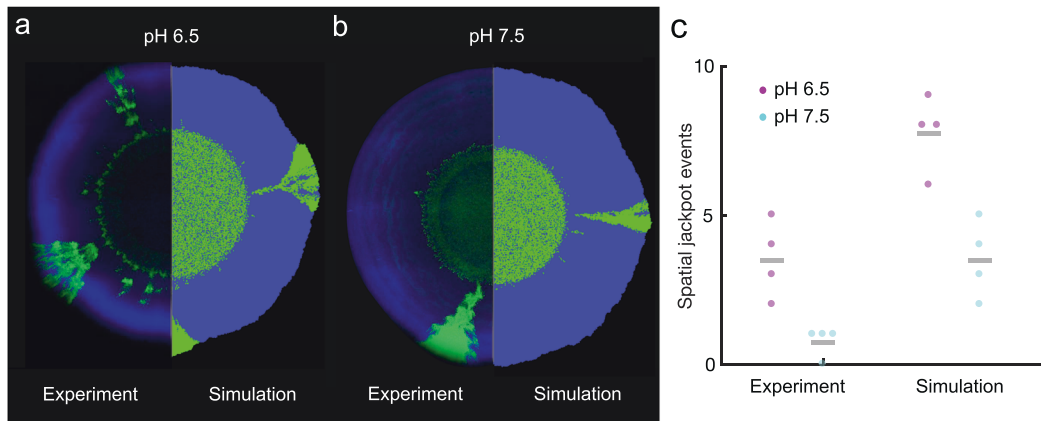 a
pH 6.5
b
pH 7.5
Experiment
Simulation
Experiment
Simulation
c
Spatial jackpot events
10
5
0
pH 6.5
pH 7.5
Experiment
Simulation